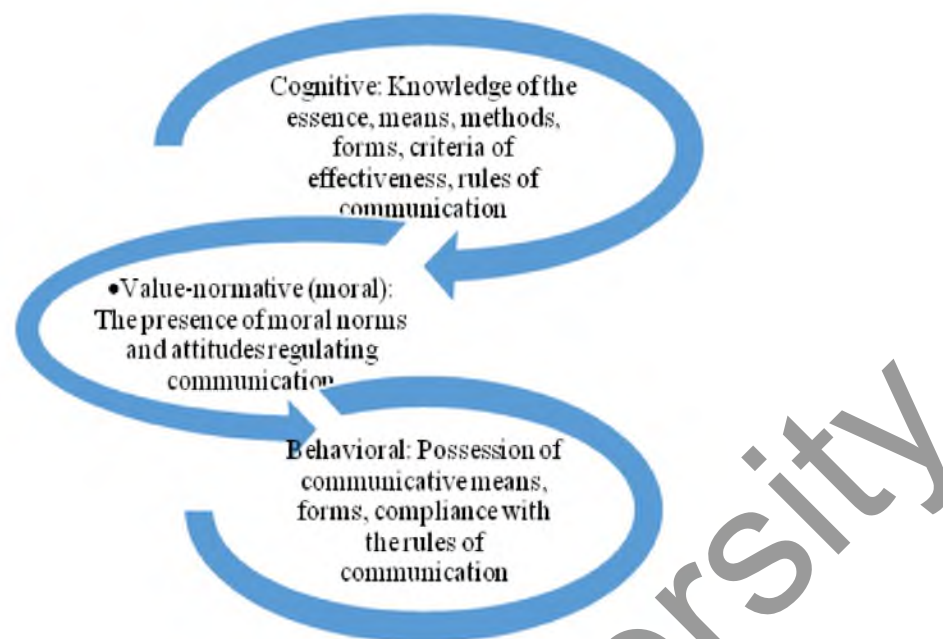 Cognitive: Knowledge of the
essence, means, methods,
forms, criteria of
effectiveness, rules of
communication
•Value-normative (moral):
The presence of moral norms
and attitudes regulating
communication
Behavioral: Possession of
communicative means,
forms, compliance with
the rules of
communication
ersity